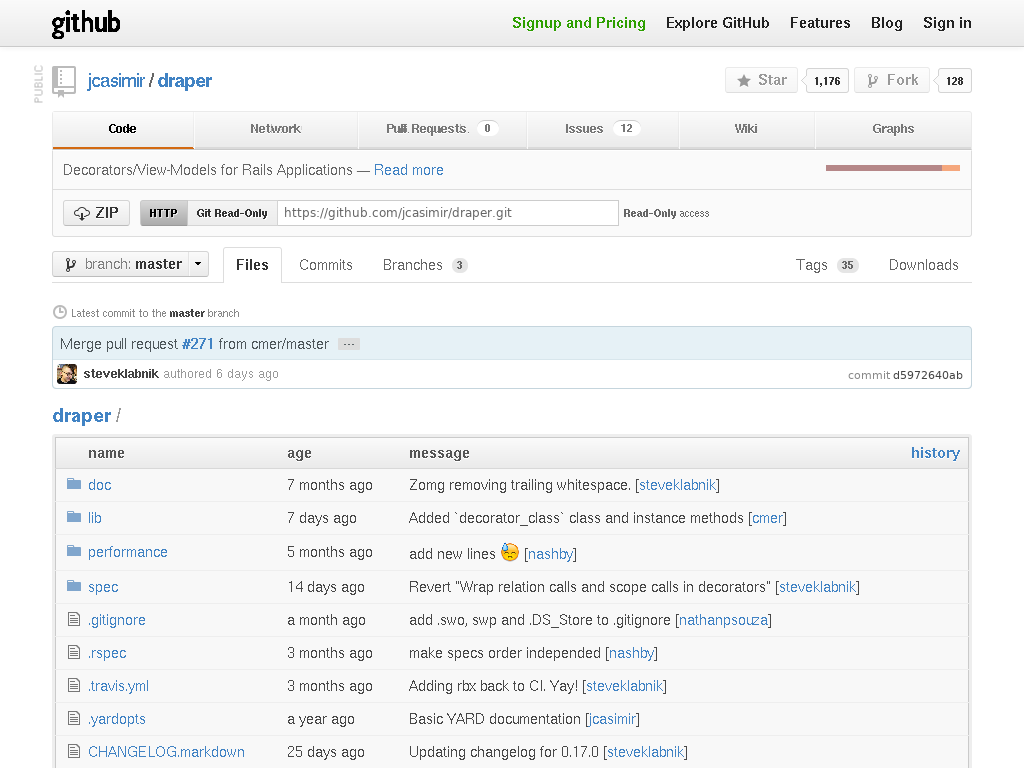 github
Signup and Pricing Explore GitHub Features Blog Sign in
PUBLIC
jcasimir / draper
Star 1,176 Fork 128
Code Network Pull Requests 0 Issues 12 Wiki Graphs
Decorators/View-Models for Rails Applications — Read more
ZIP HTTP Git Read-Only https://github.com/jcasimir/draper.git Read-Only access
branch: master Files Commits Branches 3 Tags 35 Downloads
Latest commit to the master branch
Merge pull request #271 from cmer/master ...
steveklabnik authored 6 days ago commit d5972640ab
draper /
name age message history
doc 7 months ago Zomg removing trailing whitespace. [steveklabnik]
lib 7 days ago Added `decorator_class` class and instance methods [cmer]
performance 5 months ago add new lines 😓 [nashby]
spec 14 days ago Revert "Wrap relation calls and scope calls in decorators" [steveklabnik]
.gitignore a month ago add .swo, swp and .DS_Store to .gitignore [nathanpsouza]
.rspec 3 months ago make specs order independed [nashby]
.travis.yml 3 months ago Adding rbx back to CI. Yay! [steveklabnik]
.yardopts a year ago Basic YARD documentation [jcasimir]
CHANGELOG.markdown 25 days ago Updating changelog for 0.17.0 [steveklabnik]